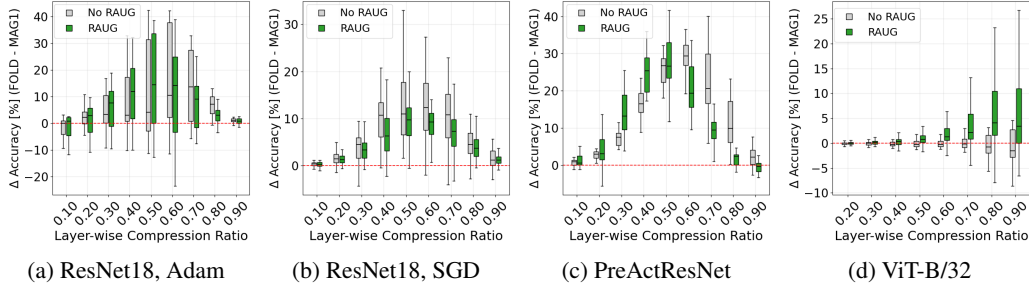 Δ Accuracy [%] (FOLD - MAG1)
40
30
20
10
0
−10
−20
No RAUG
RAUG
0.10 0.20 0.30 0.40 0.50 0.60 0.70 0.80 0.90
Layer-wise Compression Ratio
(a) ResNet18, Adam
Δ Accuracy [%] (FOLD - MAG1)
30
20
10
0
No RAUG
RAUG
0.10 0.20 0.30 0.40 0.50 0.60 0.70 0.80 0.90
Layer-wise Compression Ratio
(b) ResNet18, SGD
Δ Accuracy [%] (FOLD - MAG1)
40
30
20
10
0
No RAUG
RAUG
0.10 0.20 0.30 0.40 0.50 0.60 0.70 0.80 0.90
Layer-wise Compression Ratio
(c) PreActResNet
Δ Accuracy [%] (FOLD - MAG1)
25
20
15
10
5
0
−5
−10
No RAUG
RAUG
0.20 0.30 0.40 0.50 0.60 0.70 0.80 0.90
Layer-wise Compression Ratio
(d) ViT-B/32